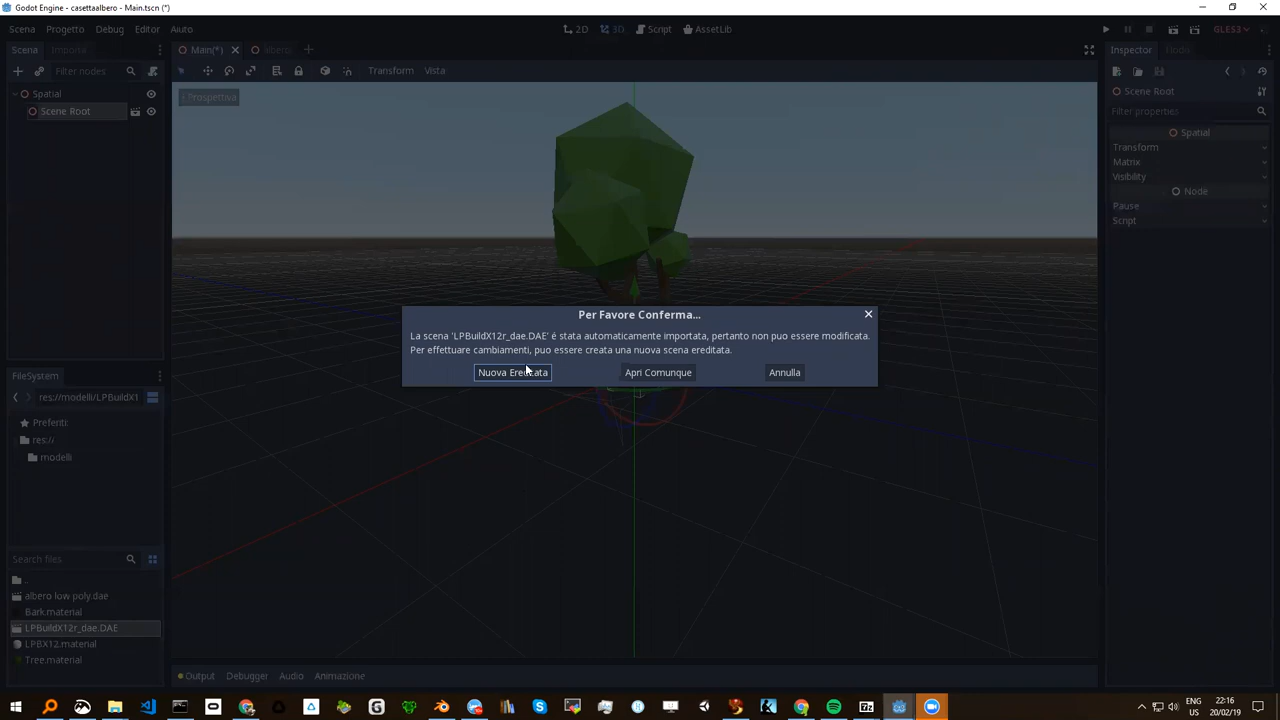 Godot Engine - casettaalbero - Main.tscn (*)
Scena Progetto Debug Editor Aiuto
2D 3D Script AssetLib
GLES3
Scena Importa
Main(*)
libero
Inspector Nodo
Filter nodes
Transform Vista
Spatial
Scene Root
Prospettiva
Scene Root
Filter properties
Spatial
Transform
Matrix
Visibility
Node
Pause
Script
Per Favore Conferma...
La scena 'LPBuildX12r_dae.DAE' é stata automaticamente importata, pertanto non puo essere modificata.
Per effettuare cambiamenti, puo essere creata una nuova scena ereditata.
Nuova Ereditata Apri Comunque Annulla
FileSystem
res://modelli/LPBuildX1
Preferiti:
res://
modelli
Search files
..
albero low poly.dae
Bark.material
LPBuildX12r_dae.DAE
LPBX12.material
Tree.material
Output Debugger Audio Animazione
ENG
US
22:16
20/02/19